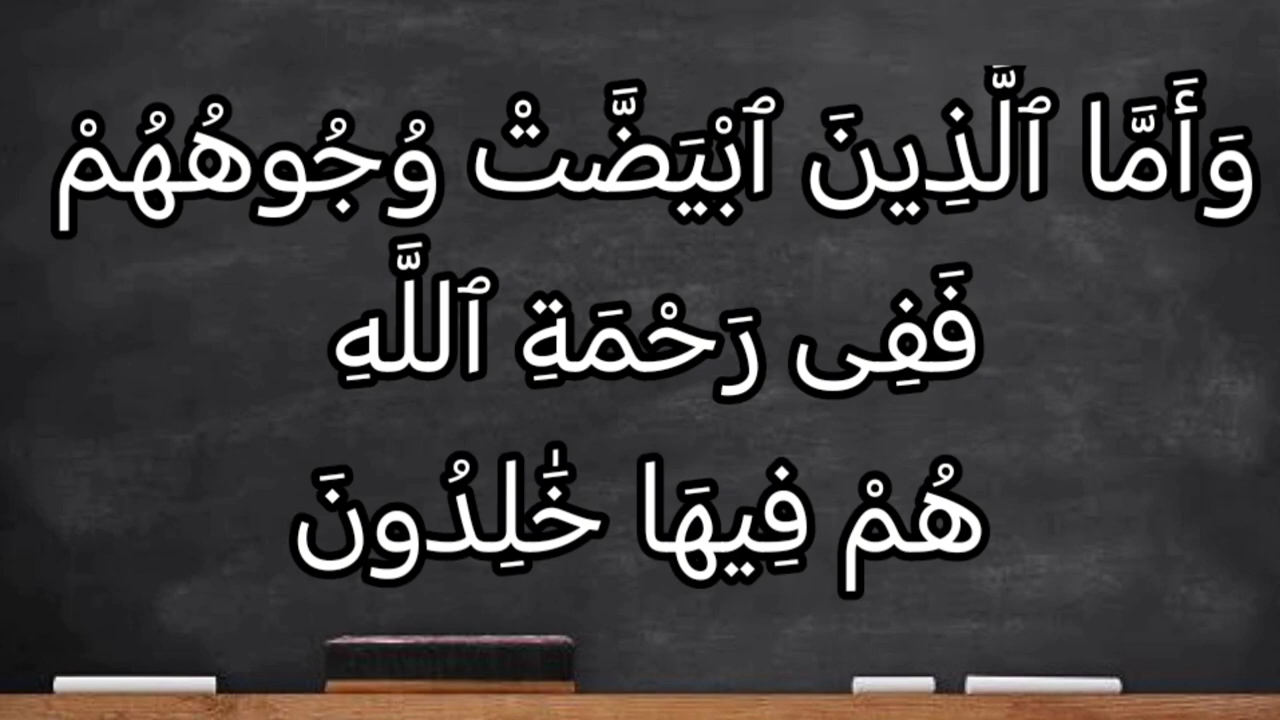 وَأَمَّا ٱلَّذِينَ ٱبْيَضَّتْ وُجُوهُهُمْ
فَفِى رَحْمَةِ ٱللَّهِ
هُمْ فِيهَا خَٰلِدُونَ